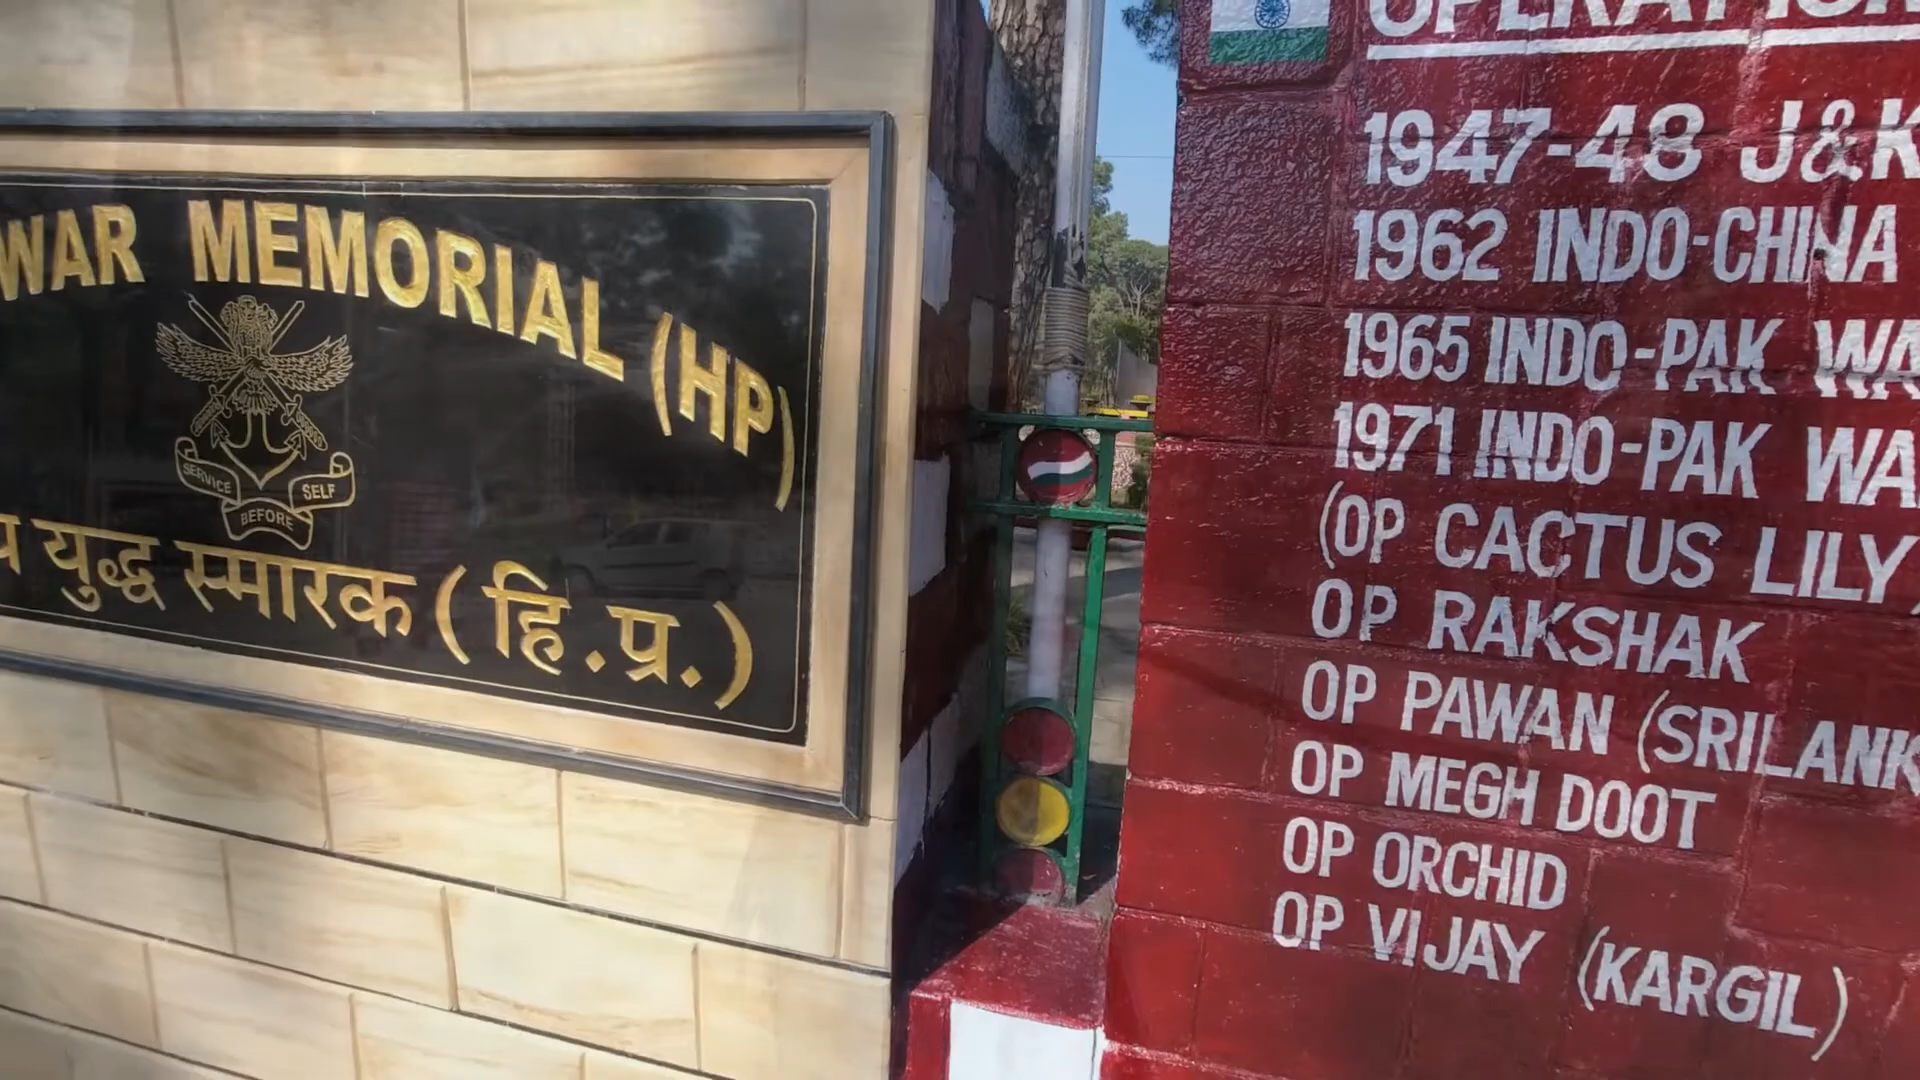 WAR MEMORIAL (HP)
SERVICE BEFORE SELF
युद्ध स्मारक (हि.प्र.)
1947-48 J&K
1962 INDO-CHINA
1965 INDO-PAK
1971 INDO-PAK
(OP CACTUS LILY)
OP RAKSHAK
OP PAWAN (SRILANK
OP MEGH DOOT
OP ORCHID
OP VIJAY (KARGIL)